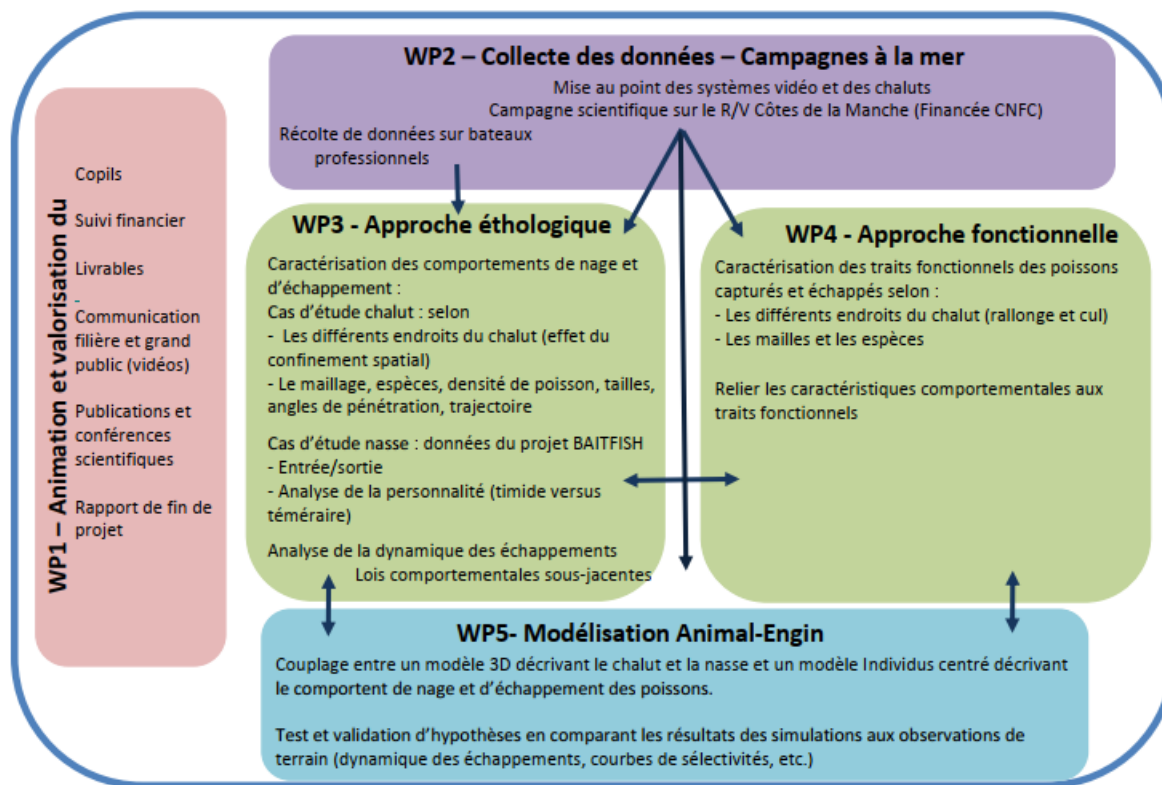 WP1 – Animation et valorisation du
Copils
Suivi financier
Livrables
Communication
filière et grand
public (vidéos)
Publications et
conférences
scientifiques
Rapport de fin de
projet
WP2 – Collecte des données – Campagnes à la mer
Mise au point des systèmes vidéo et des chaluts
Campagne scientifique sur le R/V Côtes de la Manche (Financée CNFC)
Récolte de données sur bateaux
professionnels
WP3 - Approche éthologique
Caractérisation des comportements de nage et
d'échappement :
Cas d'étude chalut : selon
- Les différents endroits du chalut (effet du
confinement spatial)
- Le maillage, espèces, densité de poisson, tailles,
angles de pénétration, trajectoire
Cas d'étude nasse : données du projet BAITFISH
- Entrée/sortie
- Analyse de la personnalité (timide versus
téméraire)
Analyse de la dynamique des échappements
Lois comportementales sous-jacentes
WP4 - Approche fonctionnelle
Caractérisation des traits fonctionnels des poissons
capturés et échappés selon :
- Les différents endroits du chalut (rallonge et cul)
- Les mailles et les espèces
Relier les caractéristiques comportementales aux
traits fonctionnels
WP5- Modélisation Animal-Engin
Couplage entre un modèle 3D décrivant le chalut et la nasse et un modèle Individus centré décrivant
le comportent de nage et d'échappement des poissons.
Test et validation d'hypothèses en comparant les résultats des simulations aux observations de
terrain (dynamique des échappements, courbes de sélectivités, etc.)